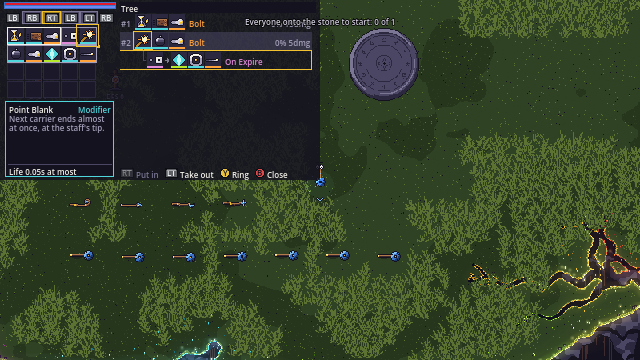 LB RB RT LB LT RB
Tree
#1 Bolt
Everyone onto the stone to start: 0 of 1
#2 Bolt 0% 5dmg
On Expire
Point Blank Modifier
Next carrier ends almost
at once, at the staff's tip.
Life 0.05s at most
RT Put in LT Take out Y Ring B Close